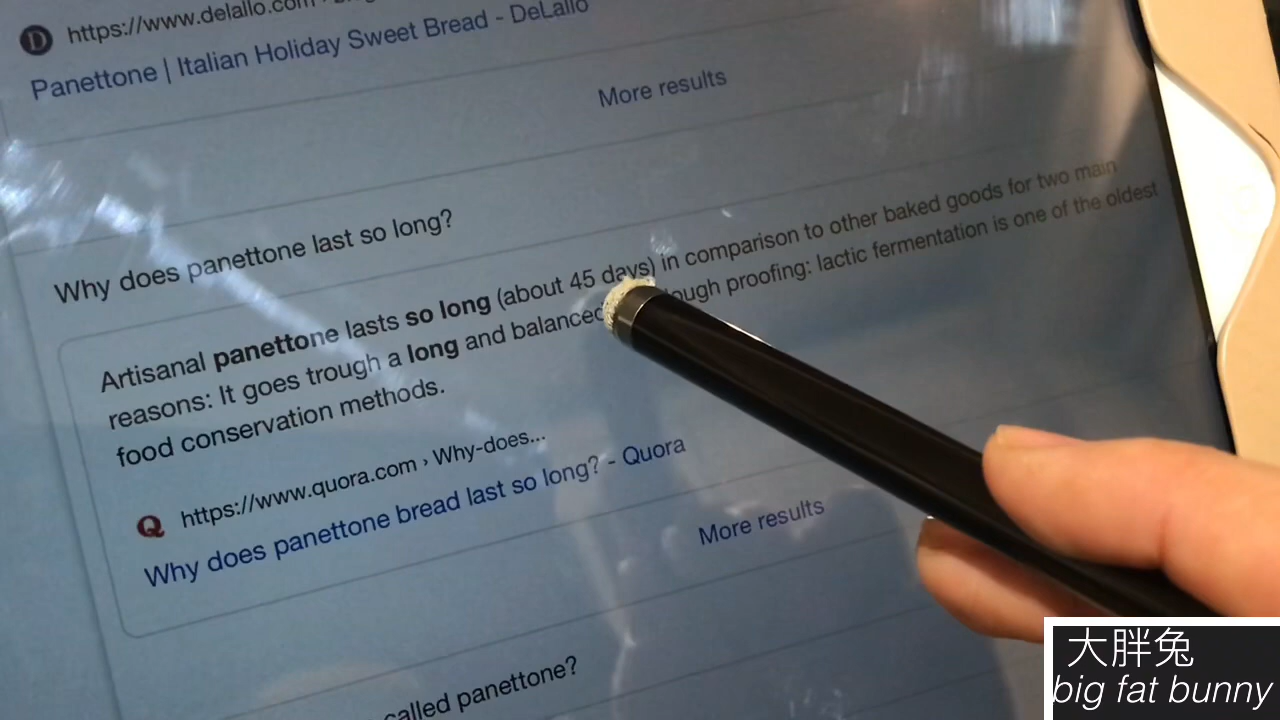 D https://www.delallo.com ›
Panettone | Italian Holiday Sweet Bread - DeLallo
More results
Why does panettone last so long?
Artisanal panettone lasts so long (about 45 days) in comparison to other baked goods for two main
reasons: It goes trough a long and balanced ough proofing: lactic fermentation is one of the oldest
food conservation methods.
Q https://www.quora.com › Why-does...
Why does panettone bread last so long? - Quora
More results
called panettone?
大胖兔
big fat bunny